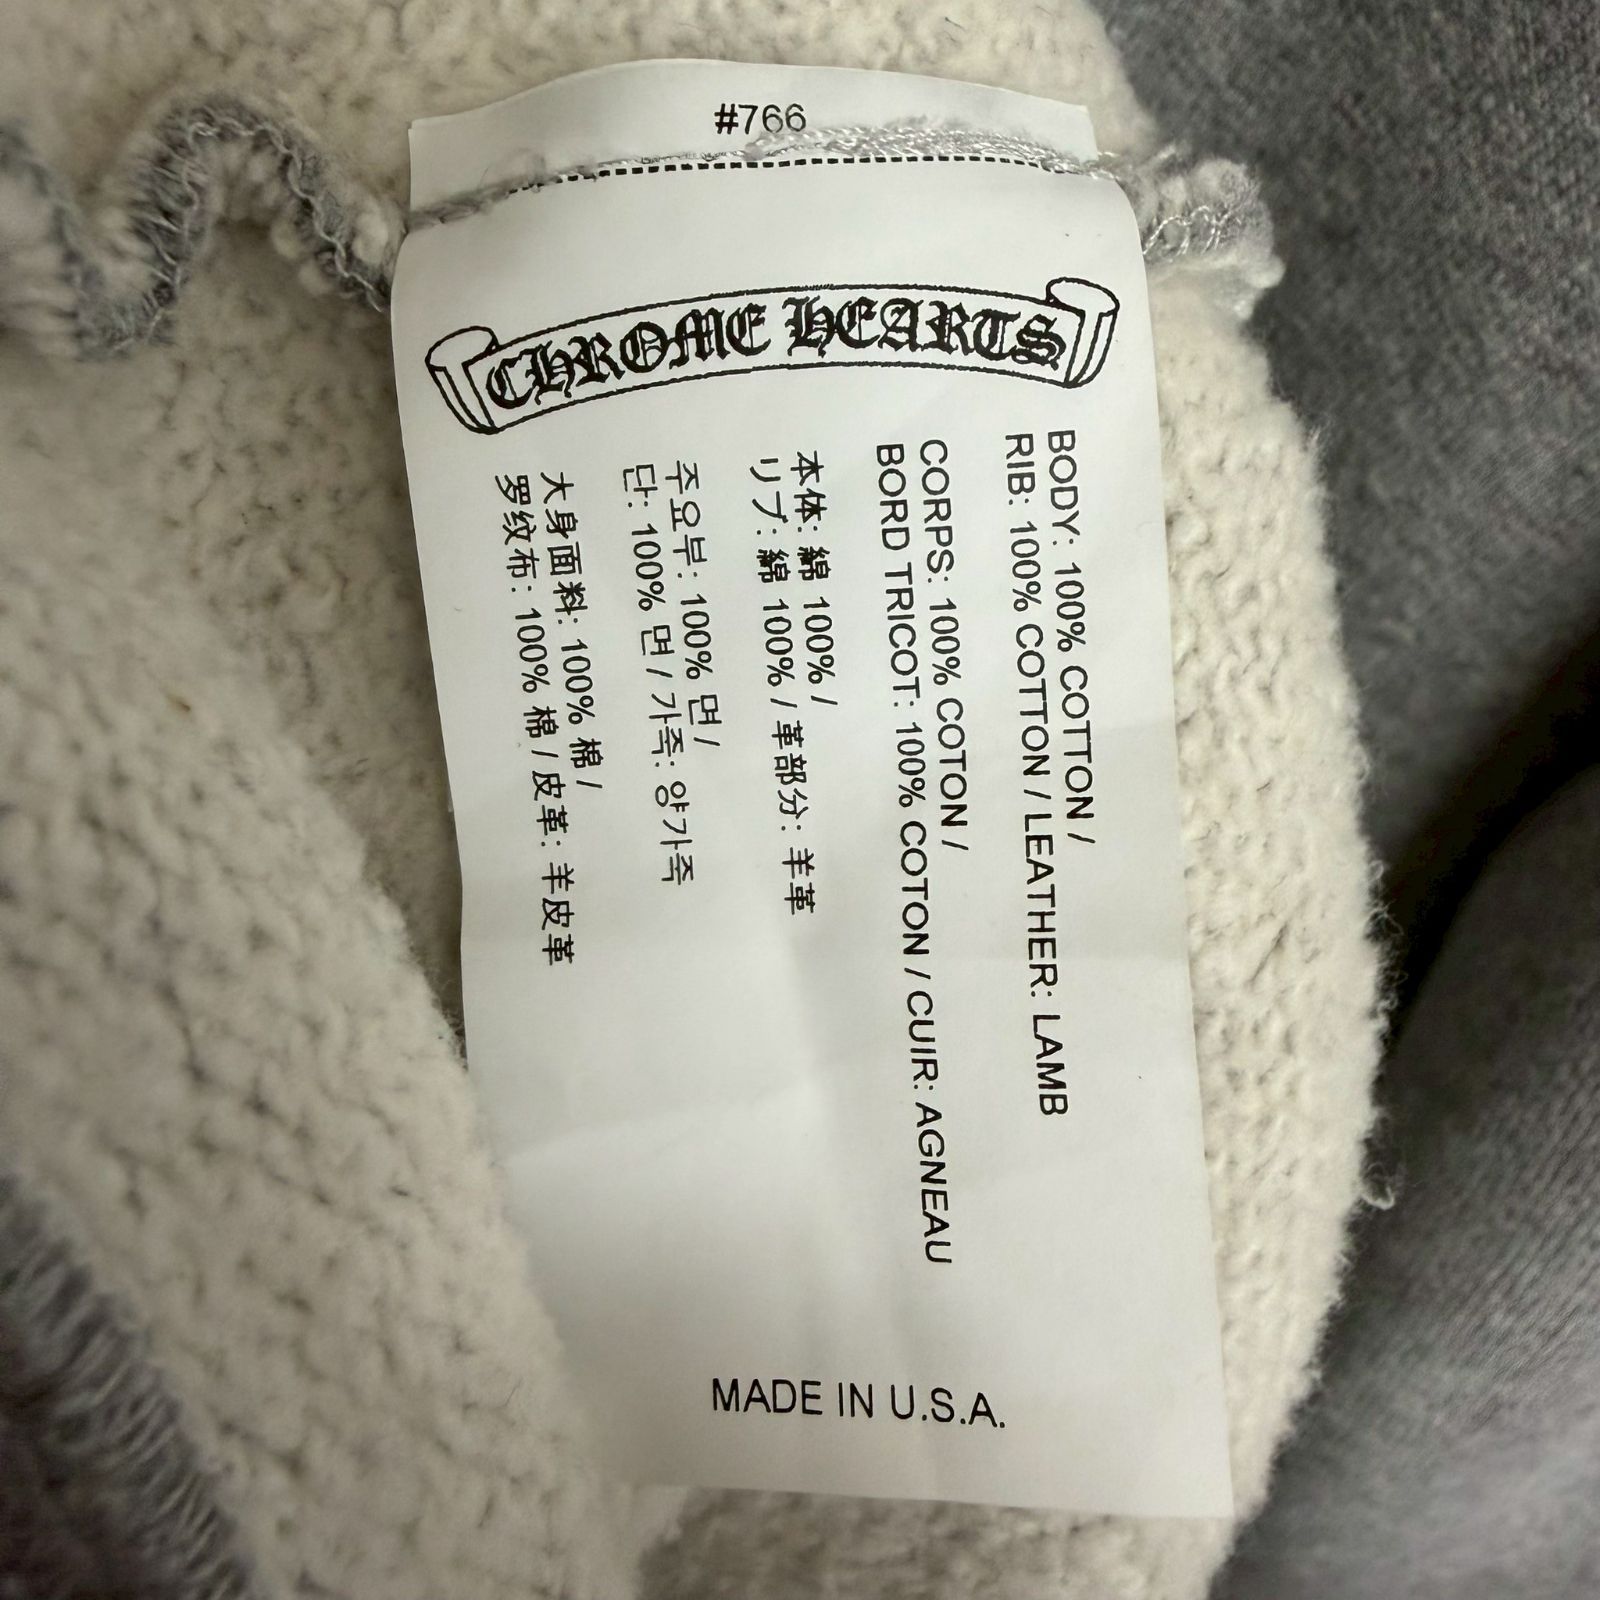 #766
CHROME HEARTS
BODY: 100% COTTON /
RIB: 100% COTTON / LEATHER: LAMB
CORPS: 100% COTON /
BORD TRICOT: 100% COTON / CUIR: AGNEAU
本体: 綿 100% /
リブ: 綿 100% / 革部分: 羊革
주요부: 100% 면 /
단: 100% 면 / 가죽: 양가죽
大身面料: 100% 棉 /
罗纹布: 100% 棉 / 皮革: 羊皮革
MADE IN U.S.A.